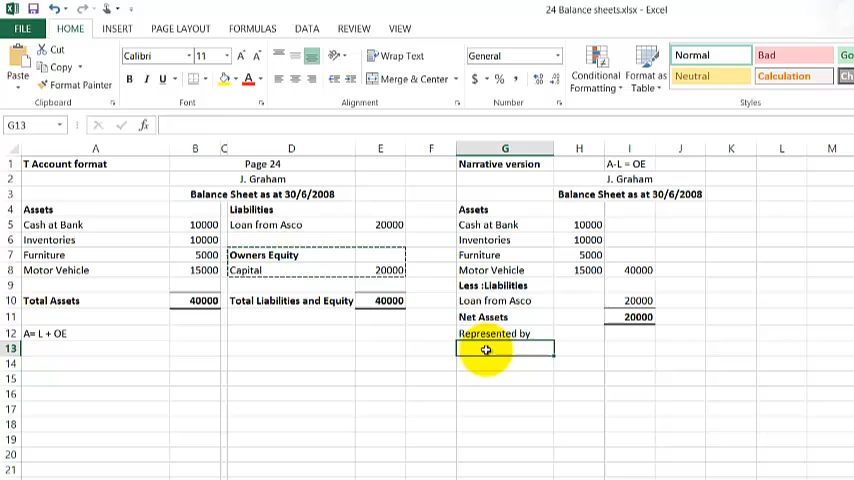 24 Balance sheets.xlsx - Excel
FILE HOME INSERT PAGE LAYOUT FORMULAS DATA REVIEW VIEW
Cut
Copy
Format Painter
Paste
Clipboard
Calibri 11
B I U
Font
Wrap Text
Merge & Center
Alignment
General
$ % ,
Number
Conditional Formatting
Format as Table
Normal Bad Go
Neutral Calculation Ch
Styles
G13 fx
A B C D E F G H I J K L M
1 T Account format Page 24 Narrative version A-L = OE
2 J. Graham J. Graham
3 Balance Sheet as at 30/6/2008 Balance Sheet as at 30/6/2008
4 Assets Liabilities Assets
5 Cash at Bank 10000 Loan from Asco 20000 Cash at Bank 10000
6 Inventories 10000 Inventories 10000
7 Furniture 5000 Owners Equity Furniture 5000
8 Motor Vehicle 15000 Capital 20000 Motor Vehicle 15000 40000
9 Less :Liabilities
10 Total Assets 40000 Total Liabilities and Equity 40000 Loan from Asco 20000
11 Net Assets 20000
12 A= L + OE Represented by
13
14
15
16
17
18
19
20
21